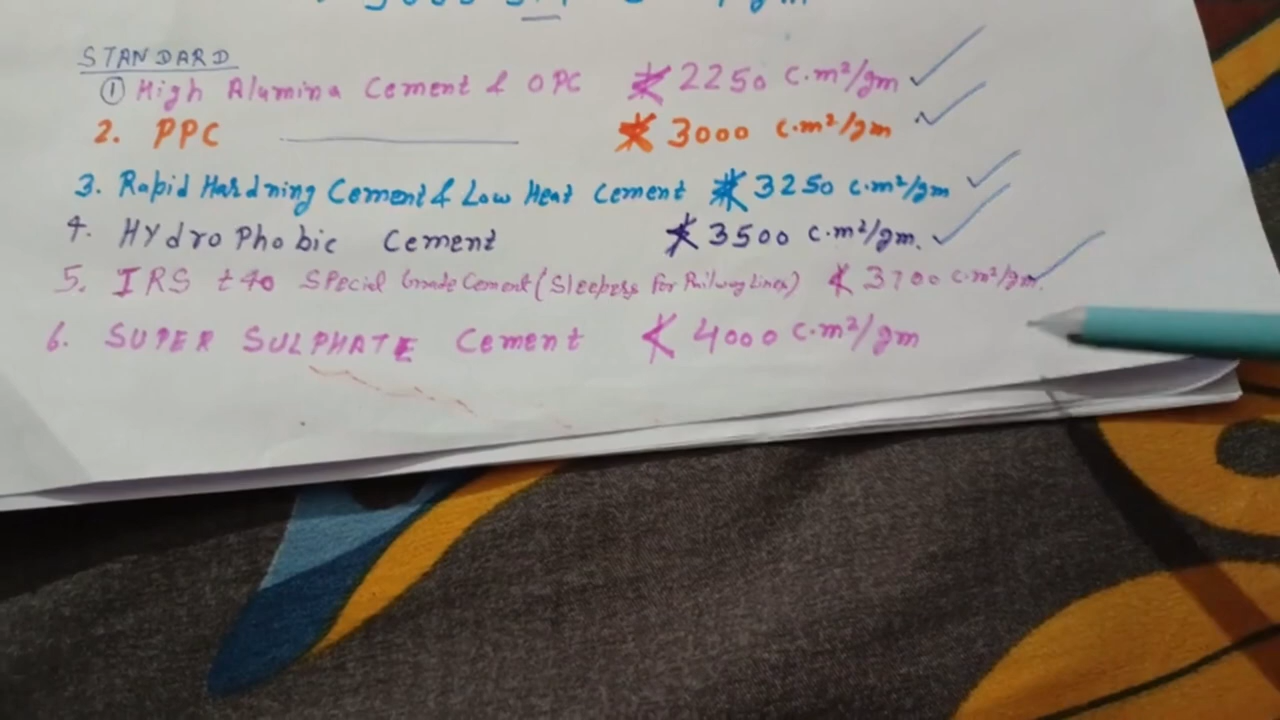 STANDARD
① High Alumina Cement & OPC ≮ 2250 c.m²/gm ✓
2. PPC ≮ 3000 c.m²/gm ✓
3. Rapid Hardning Cement & Low Heat Cement ≮ 3250 c.m²/gm ✓
4. Hydro Phobic Cement ≮ 3500 c.m²/gm. ✓
5. IRS t 40 Special Grade Cement (Sleepers for Railway Lines) ≮ 3700 c.m²/gm. ✓
6. SUPER SULPHATE Cement ≮ 4000 c.m²/gm